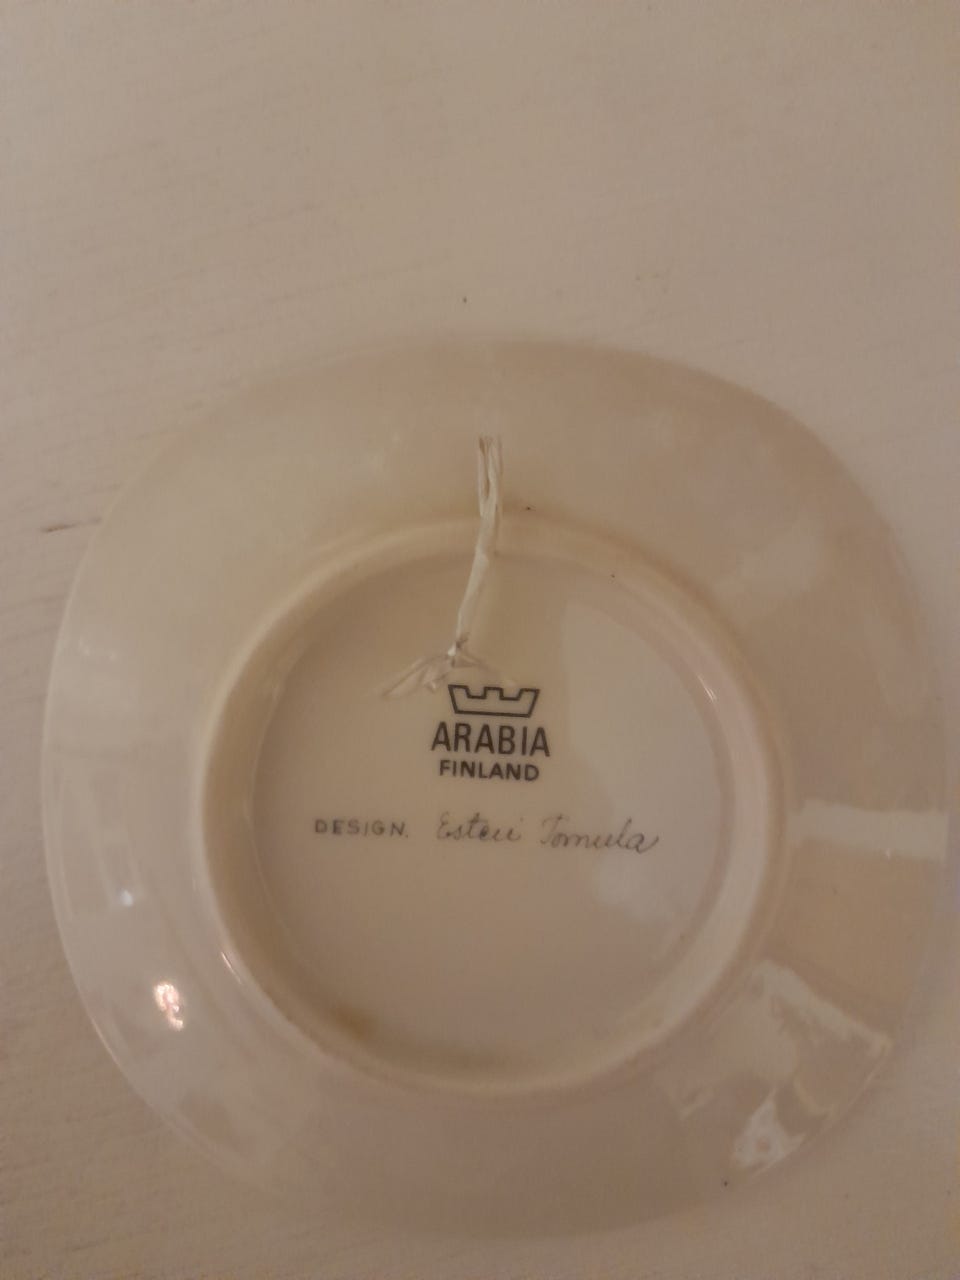 ARABIA
FINLAND
DESIGN. Esteri Tomula